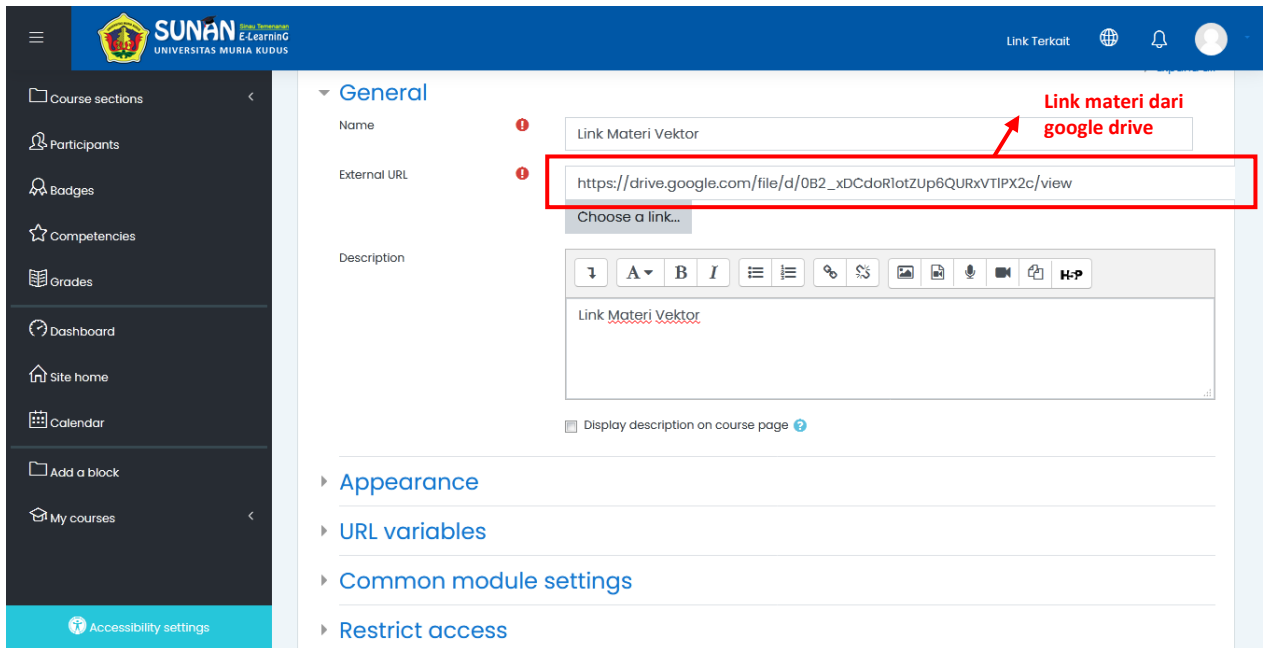 SUNAN Sinau Temenanan E-LearninG
UNIVERSITAS MURIA KUDUS
Link Terkait
Course sections
Participants
Badges
Competencies
Grades
Dashboard
Site home
Calendar
Add a block
My courses
Accessibility settings
General
Link materi dari
google drive
Name
Link Materi Vektor
External URL
https://drive.google.com/file/d/0B2_xDCdoR1otZUp6QURxVTlPX2c/view
Choose a link...
Description
A B I H5P
Link Materi Vektor
Display description on course page
Appearance
URL variables
Common module settings
Restrict access